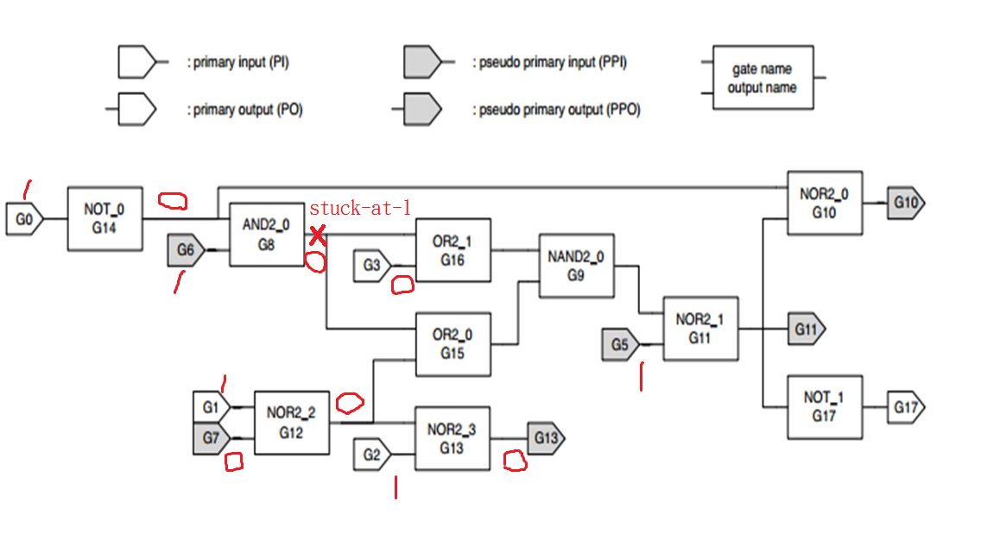 : primary input (PI)
: pseudo primary input (PPI)
gate name
output name
: primary output (PO)
: pseudo primary output (PPO)
1
G0
NOT_0
G14
0
stuck-at-1
AND2_0
G8
0
G6
1
G3
0
OR2_1
G16
NAND2_0
G9
NOR2_0
G10
G10
OR2_0
G15
G5
1
NOR2_1
G11
G11
1
G1
G7
0
NOR2_2
G12
0
G2
1
NOR2_3
G13
0
G13
NOT_1
G17
G17